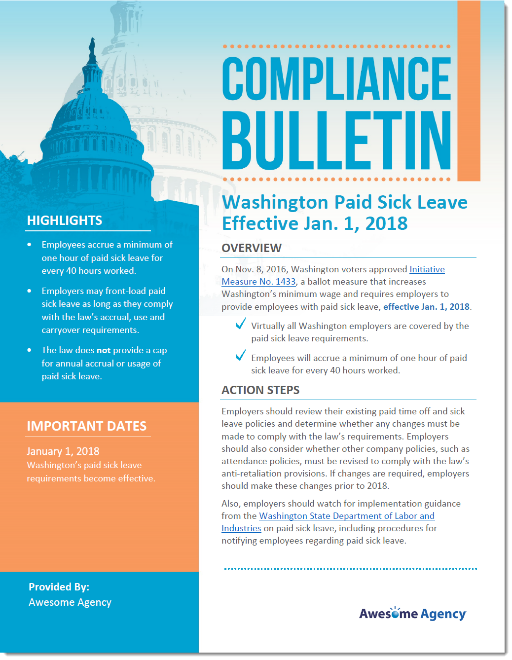 COMPLIANCE
BULLETIN
Washington Paid Sick Leave
Effective Jan. 1, 2018
HIGHLIGHTS
• Employees accrue a minimum of
one hour of paid sick leave for
every 40 hours worked.
• Employers may front-load paid
sick leave as long as they comply
with the law's accrual, use and
carryover requirements.
• The law does not provide a cap
for annual accrual or usage of
paid sick leave.
IMPORTANT DATES
January 1, 2018
Washington's paid sick leave
requirements become effective.
Provided By:
Awesome Agency
OVERVIEW
On Nov. 8, 2016, Washington voters approved Initiative
Measure No. 1433, a ballot measure that increases
Washington's minimum wage and requires employers to
provide employees with paid sick leave, effective Jan. 1, 2018.
✓ Virtually all Washington employers are covered by the
paid sick leave requirements.
✓ Employees will accrue a minimum of one hour of paid
sick leave for every 40 hours worked.
ACTION STEPS
Employers should review their existing paid time off and sick
leave policies and determine whether any changes must be
made to comply with the law's requirements. Employers
should also consider whether other company policies, such as
attendance policies, must be revised to comply with the law's
anti-retaliation provisions. If changes are required, employers
should make these changes prior to 2018.
Also, employers should watch for implementation guidance
from the Washington State Department of Labor and
Industries on paid sick leave, including procedures for
notifying employees regarding paid sick leave.
Awesome Agency